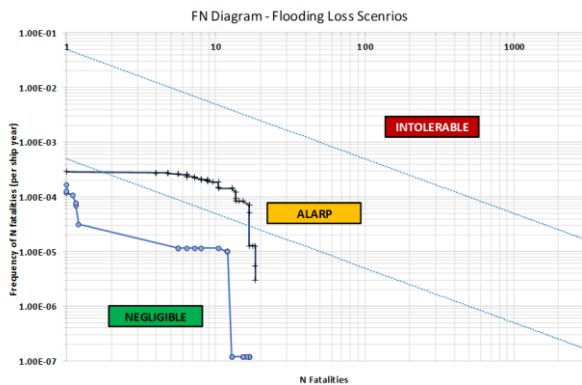 FN Diagram - Flooding Loss Scenrios
1.00E-01
1 10 100 1000
1.00E-02
1.00E-03
INTOLERABLE
1.00E-04
ALARP
1.00E-05
1.00E-06
NEGLIGIBLE
1.00E-07
Frequency of N fatalities (per ship year)
N Fatalities